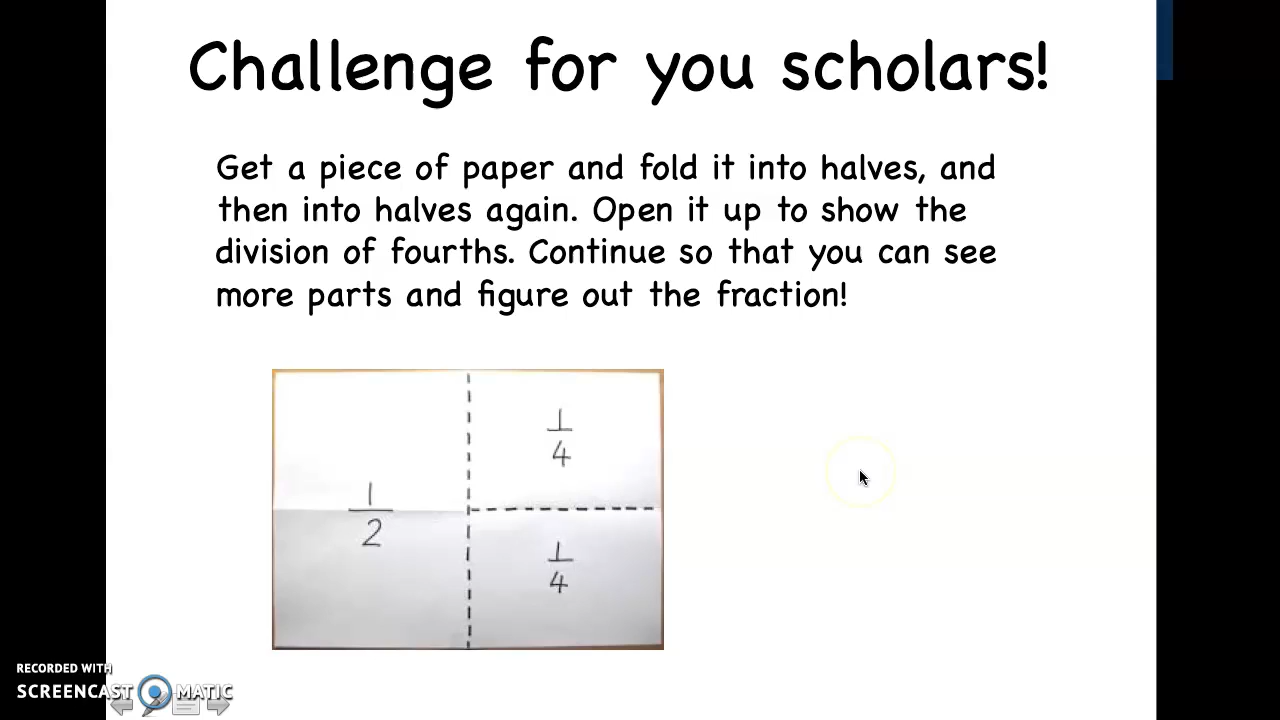 Challenge for you scholars!
Get a piece of paper and fold it into halves, and
then into halves again. Open it up to show the
division of fourths. Continue so that you can see
more parts and figure out the fraction!
1
4
1
2
1
4
RECORDED WITH
SCREENCAST MATIC